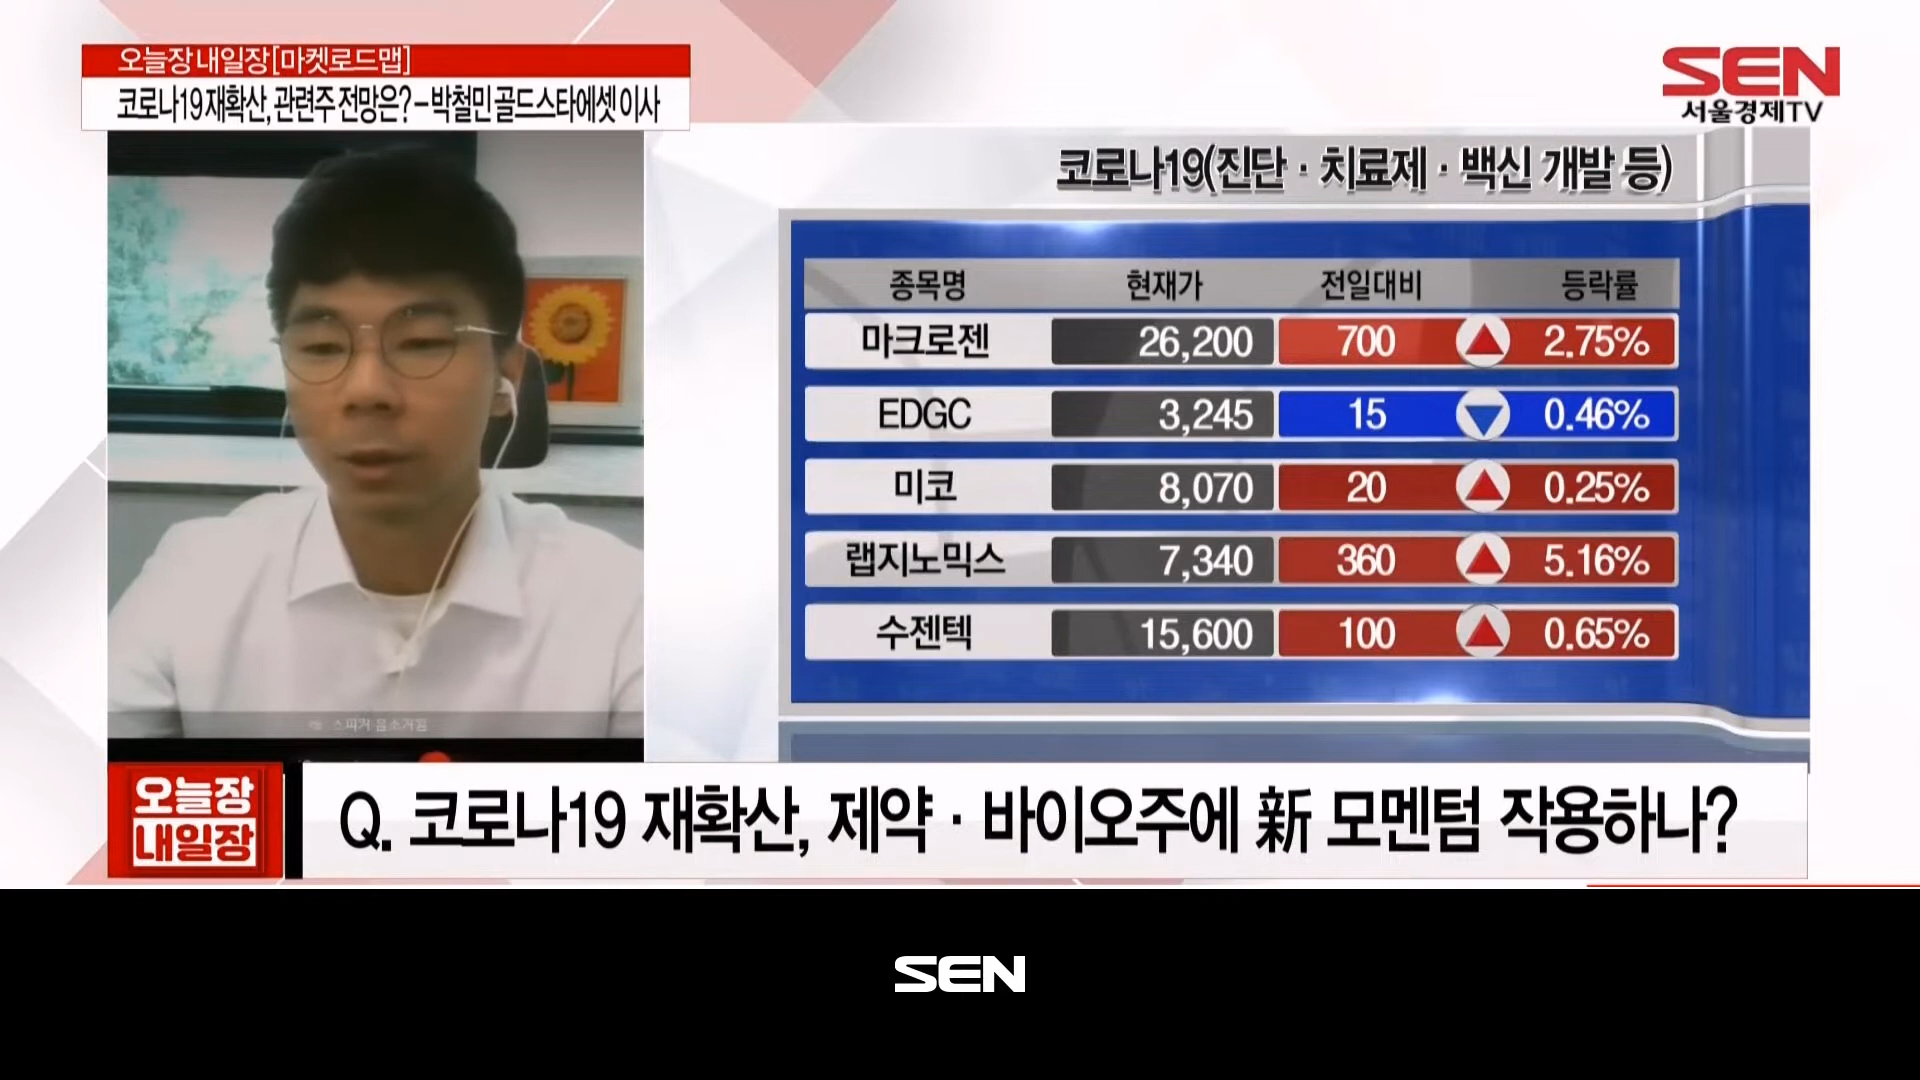 오늘장 내일장[마켓로드맵]
코로나19 재확산, 관련주 전망은? - 박철민 골드스타에셋 이사
SEN
서울경제TV
코로나19(진단 · 치료제 · 백신 개발 등)
종목명 현재가 전일대비 등락률
마크로젠 26,200 700 ▲ 2.75%
EDGC 3,245 15 ▼ 0.46%
미코 8,070 20 ▲ 0.25%
랩지노믹스 7,340 360 ▲ 5.16%
수젠텍 15,600 100 ▲ 0.65%
스피커 음소거됨
오늘장
내일장
Q. 코로나19 재확산, 제약 · 바이오주에 新 모멘텀 작용하나?
SEN